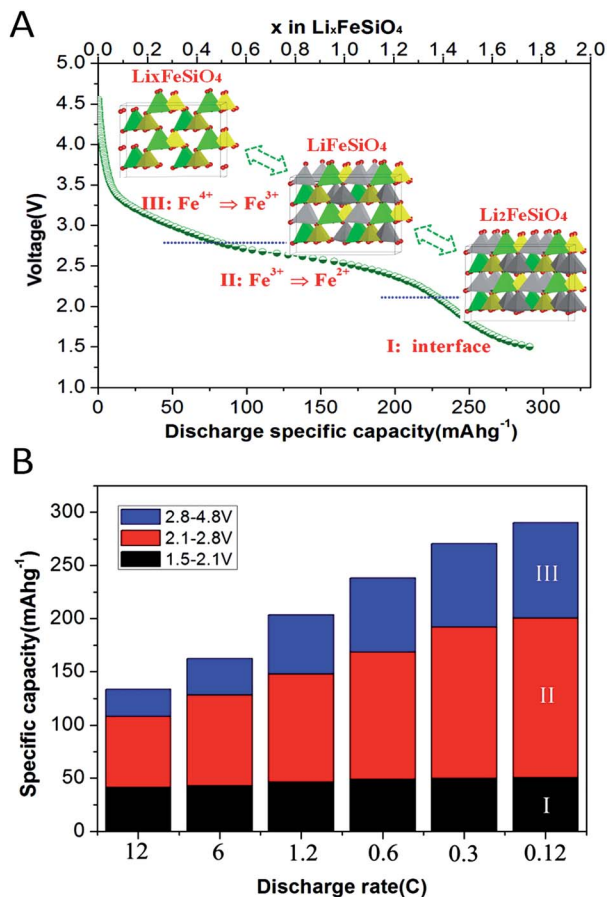 A
x in LiₓFeSiO₄
0.0 0.2 0.4 0.6 0.8 1.0 1.2 1.4 1.6 1.8 2.0
5.0
4.5
4.0
3.5
3.0
2.5
2.0
1.5
1.0
Voltage(V)
LixFeSiO₄
LiFeSiO₄
Li₂FeSiO₄
III: Fe⁴⁺ ⇒ Fe³⁺
II: Fe³⁺ ⇒ Fe²⁺
I: interface
0 50 100 150 200 250 300
Discharge specific capacity(mAhg⁻¹)
B
300
250
200
150
100
50
0
Specific capacity(mAhg⁻¹)
2.8-4.8V
2.1-2.8V
1.5-2.1V
III
II
I
12 6 1.2 0.6 0.3 0.12
Discharge rate(C)